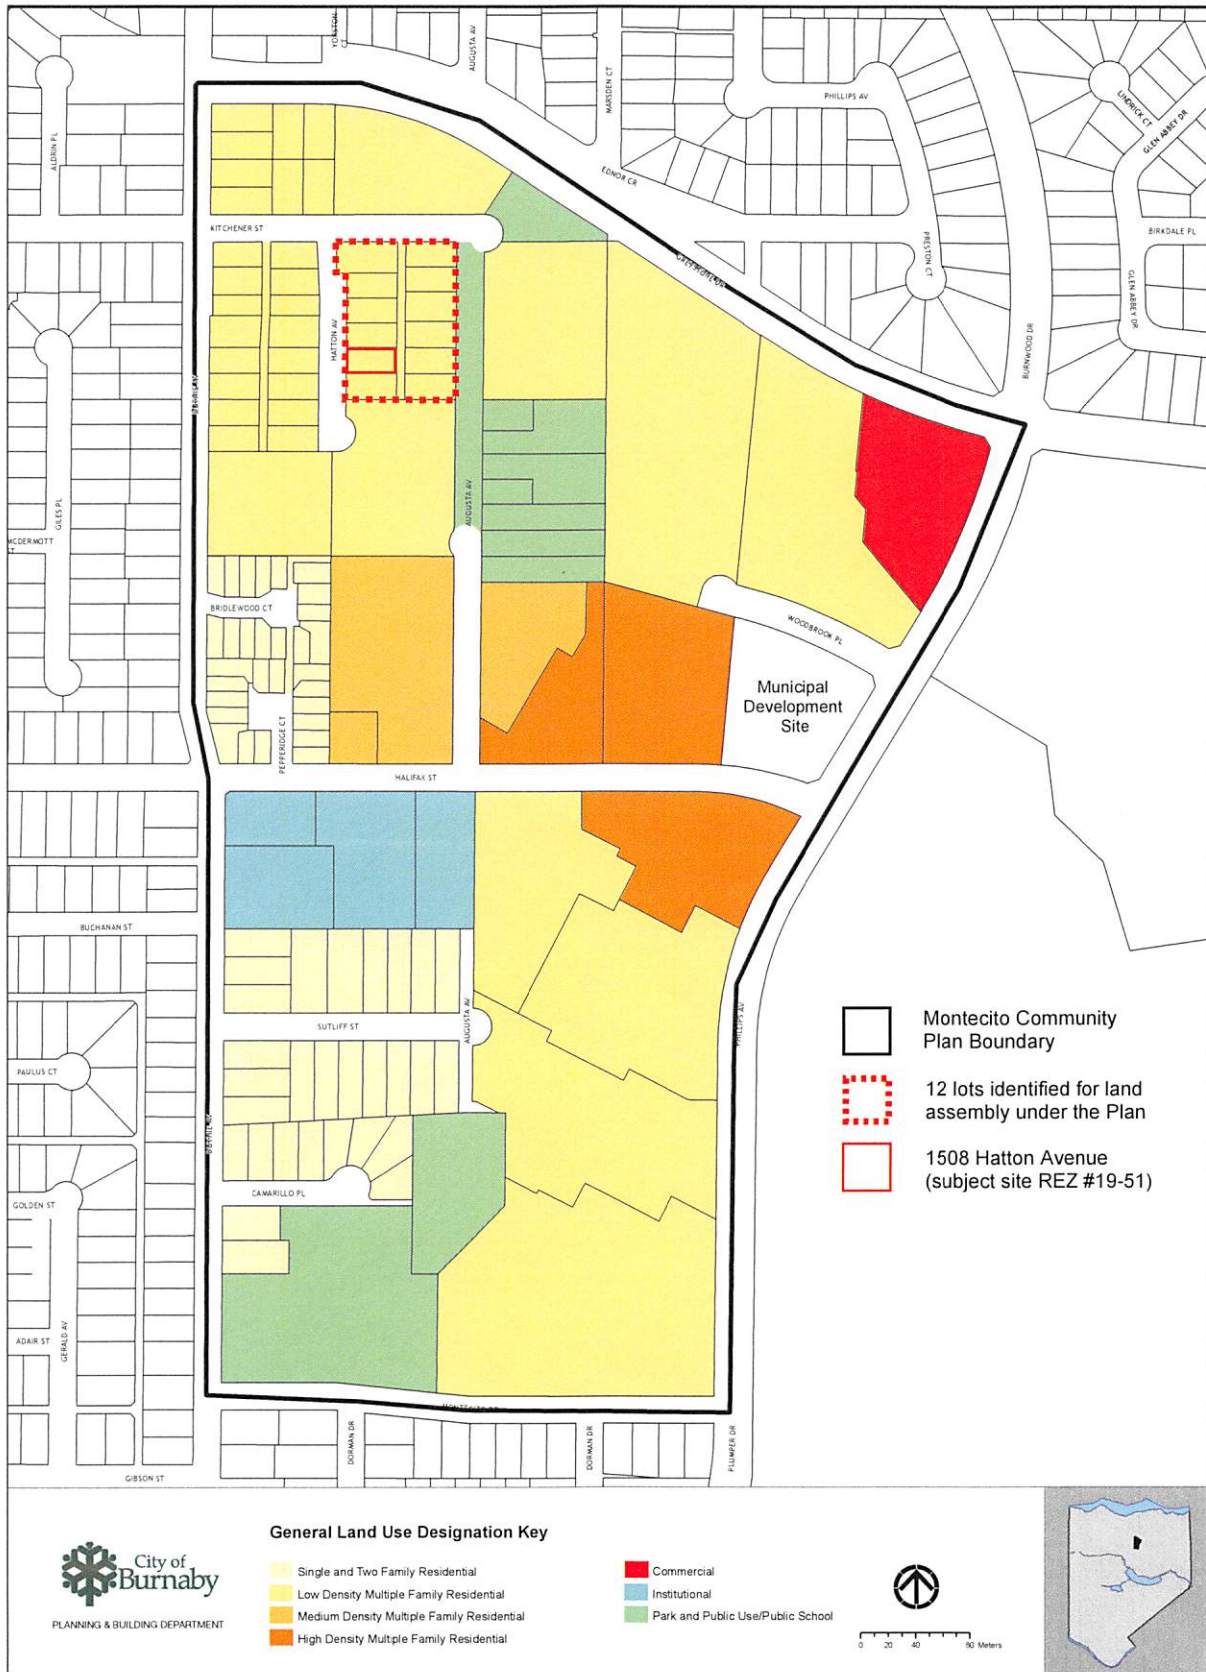 YORSTON CT
AUGUSTA AV
MARSDEN CT
PHILLIPS AV
LINDRICK CT
GLEN ABBEY DR
ALDRIN PL
EDNOR CR
KITCHENER ST
BIRKDALE PL
PRESTON CT
GLEN ABBEY DR
HATTON AV
BURNWOOD DR
GILES PL
AUGUSTA AV
MCDERMOTT
ST
BRIDLEWOOD CT
WOODBROOK PL
Municipal
Development
Site
PEPPERIDGE CT
HALIFAX ST
BUCHANAN ST
SUTLIFF ST
AUGUSTA AV
PHILLIPS AV
PAULUS CT
CAMARILLO PL
GOLDEN ST
ADAIR ST
GERALD AV
DORMAN DR
DORMAN DR
PLUMPER DR
GIBSON ST
Montecito Community
Plan Boundary
12 lots identified for land
assembly under the Plan
1508 Hatton Avenue
(subject site REZ #19-51)
City of
Burnaby
PLANNING & BUILDING DEPARTMENT
General Land Use Designation Key
Single and Two Family Residential
Low Density Multiple Family Residential
Medium Density Multiple Family Residential
High Density Multiple Family Residential
Commercial
Institutional
Park and Public Use/Public School
0 20 40 80 Meters